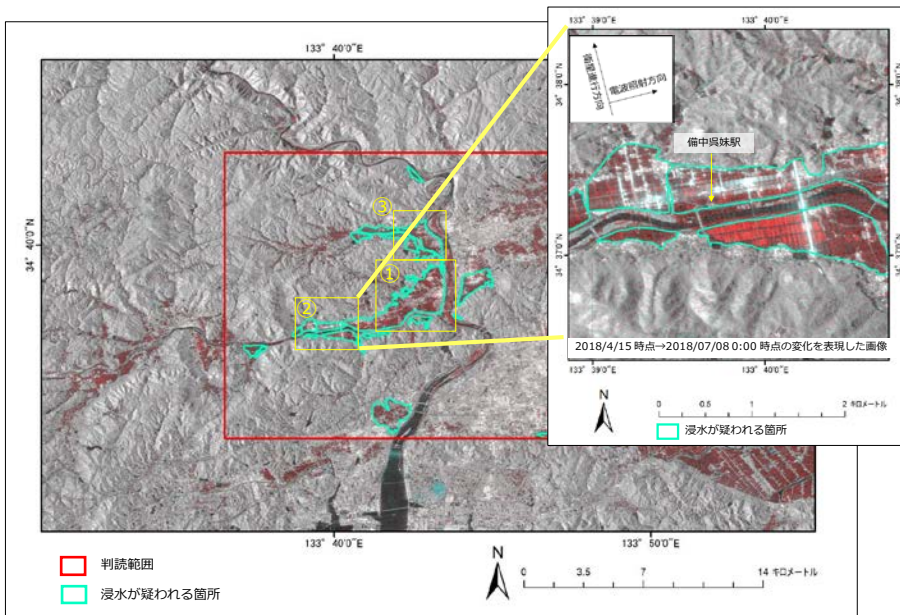 133° 40'0"E
34° 40'0"N
③
①
②
133° 40'0"E
133° 50'0"E
判読範囲
浸水が疑われる箇所
N
0 3.5 7 14 キロメートル
133° 39'0"E
133° 40'0"E
34° 38'0"N
34° 38'0"N
34° 37'0"N
34° 37'0"N
衛星進行方向
電波照射方向
備中呉妹駅
2018/4/15 時点→2018/07/08 0:00 時点の変化を表現した画像
133° 39'0"E
133° 40'0"E
N
0 0.5 1 2 キロメートル
浸水が疑われる箇所